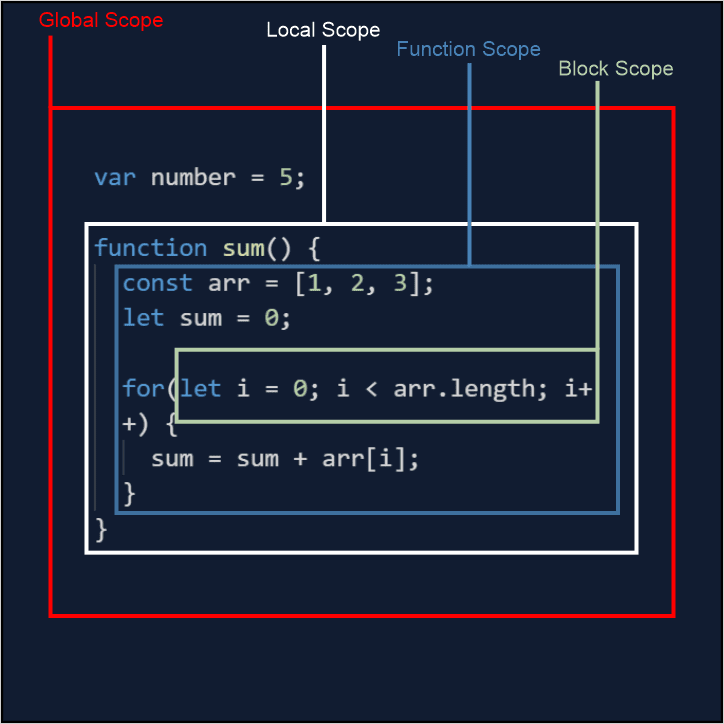 Global Scope
Local Scope
Function Scope
Block Scope
var number = 5;
function sum() {
const arr = [1, 2, 3];
let sum = 0;
for(let i = 0; i < arr.length; i+
+) {
sum = sum + arr[i];
}
}